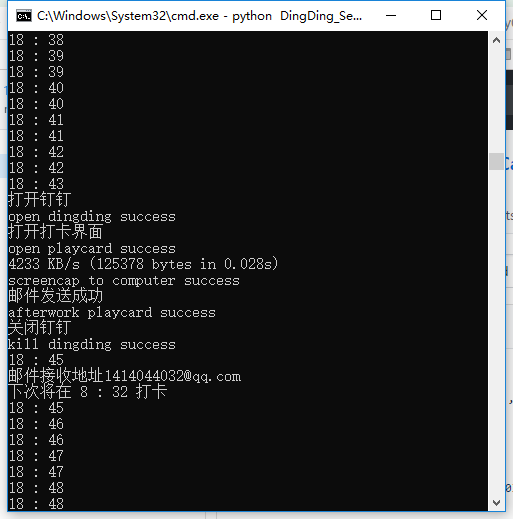 C:\Windows\System32\cmd.exe - python  DingDing_Se...
18 : 38
18 : 39
18 : 39
18 : 40
18 : 40
18 : 41
18 : 41
18 : 42
18 : 42
18 : 43
打开钉钉
open dingding success
打开打卡界面
open playcard success
4233 KB/s (125378 bytes in 0.028s)
screencap to computer success
邮件发送成功
afterwork playcard success
关闭钉钉
kill dingding success
18 : 45
邮件接收地址1414044032@qq.com
下次将在 8 : 32 打卡
18 : 45
18 : 46
18 : 46
18 : 47
18 : 47
18 : 48
18 : 48